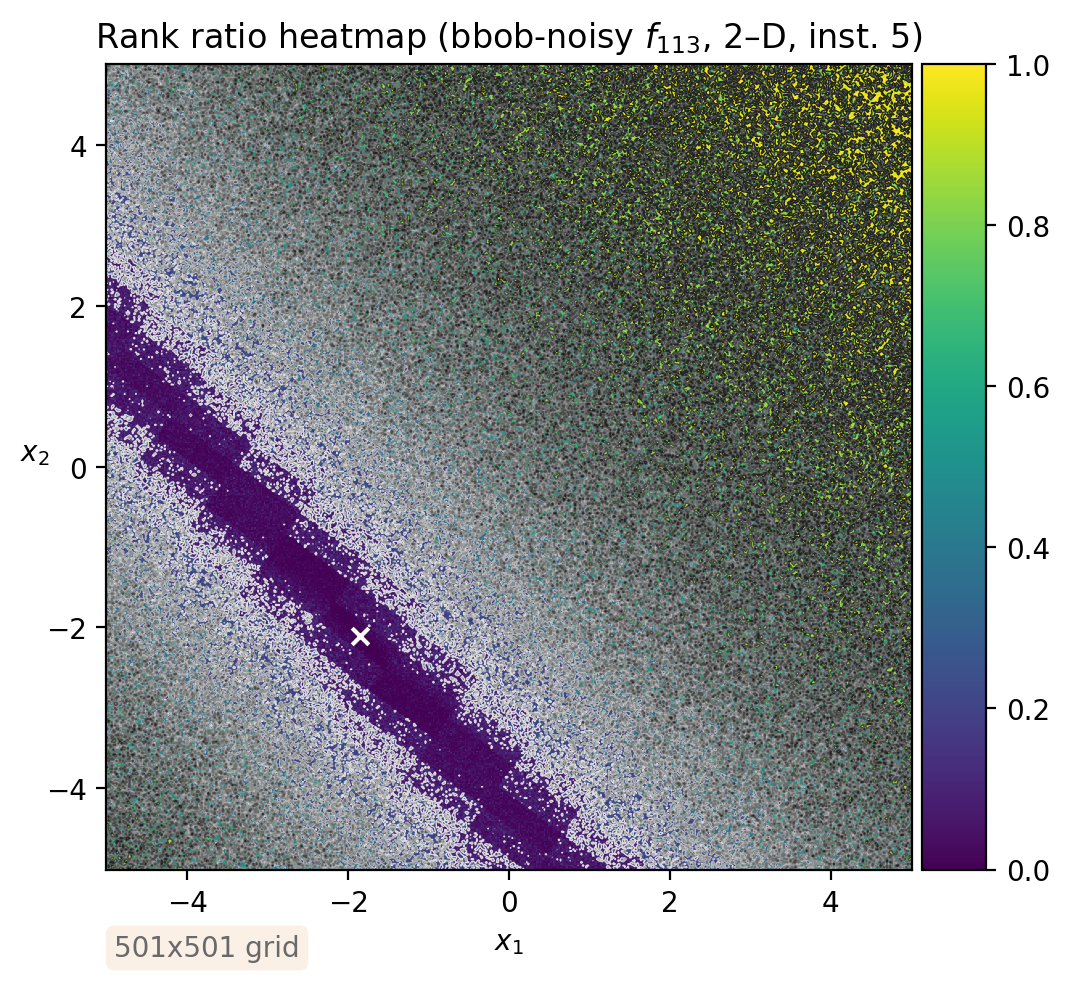 Rank ratio heatmap (bbob-noisy f₁₁₃, 2–D, inst. 5)
1.0
4
0.8
2
0.6
x₂
0
0.4
−2
0.2
−4
0.0
−4 −2 0 2 4
x₁
501x501 grid